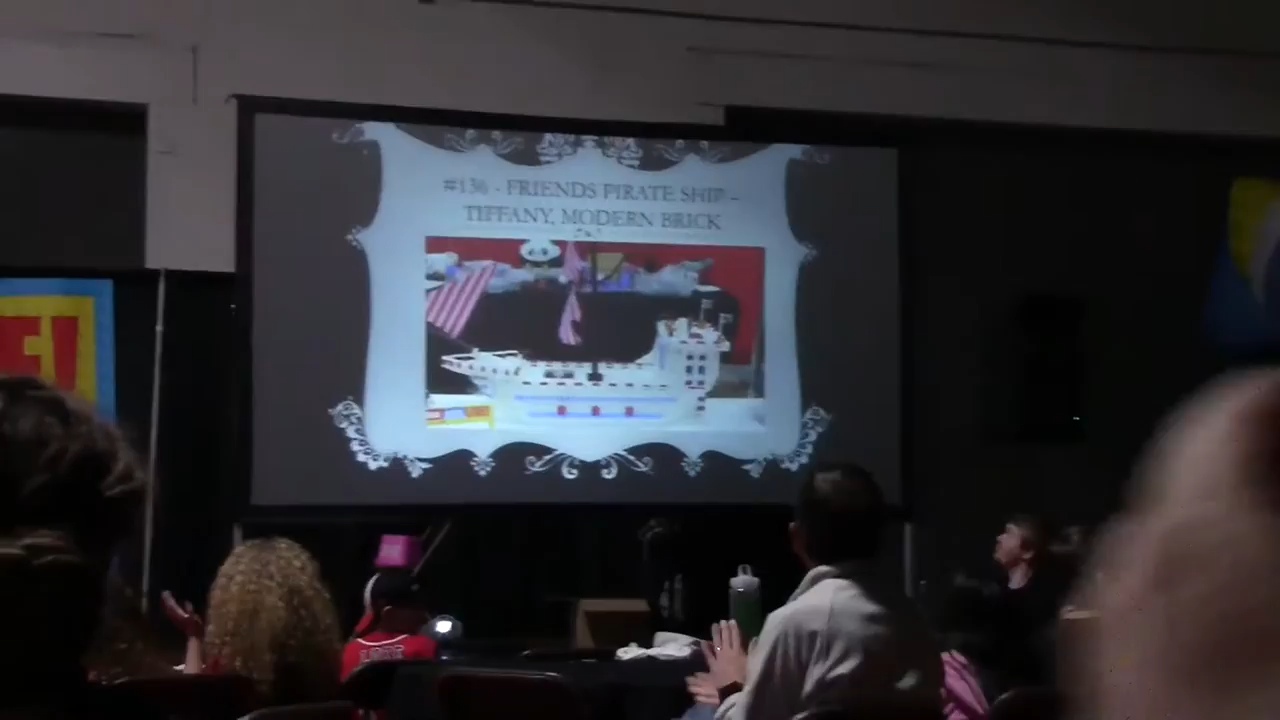 #136 - FRIENDS PIRATE SHIP –
TIFFANY, MODERN BRICK
E!